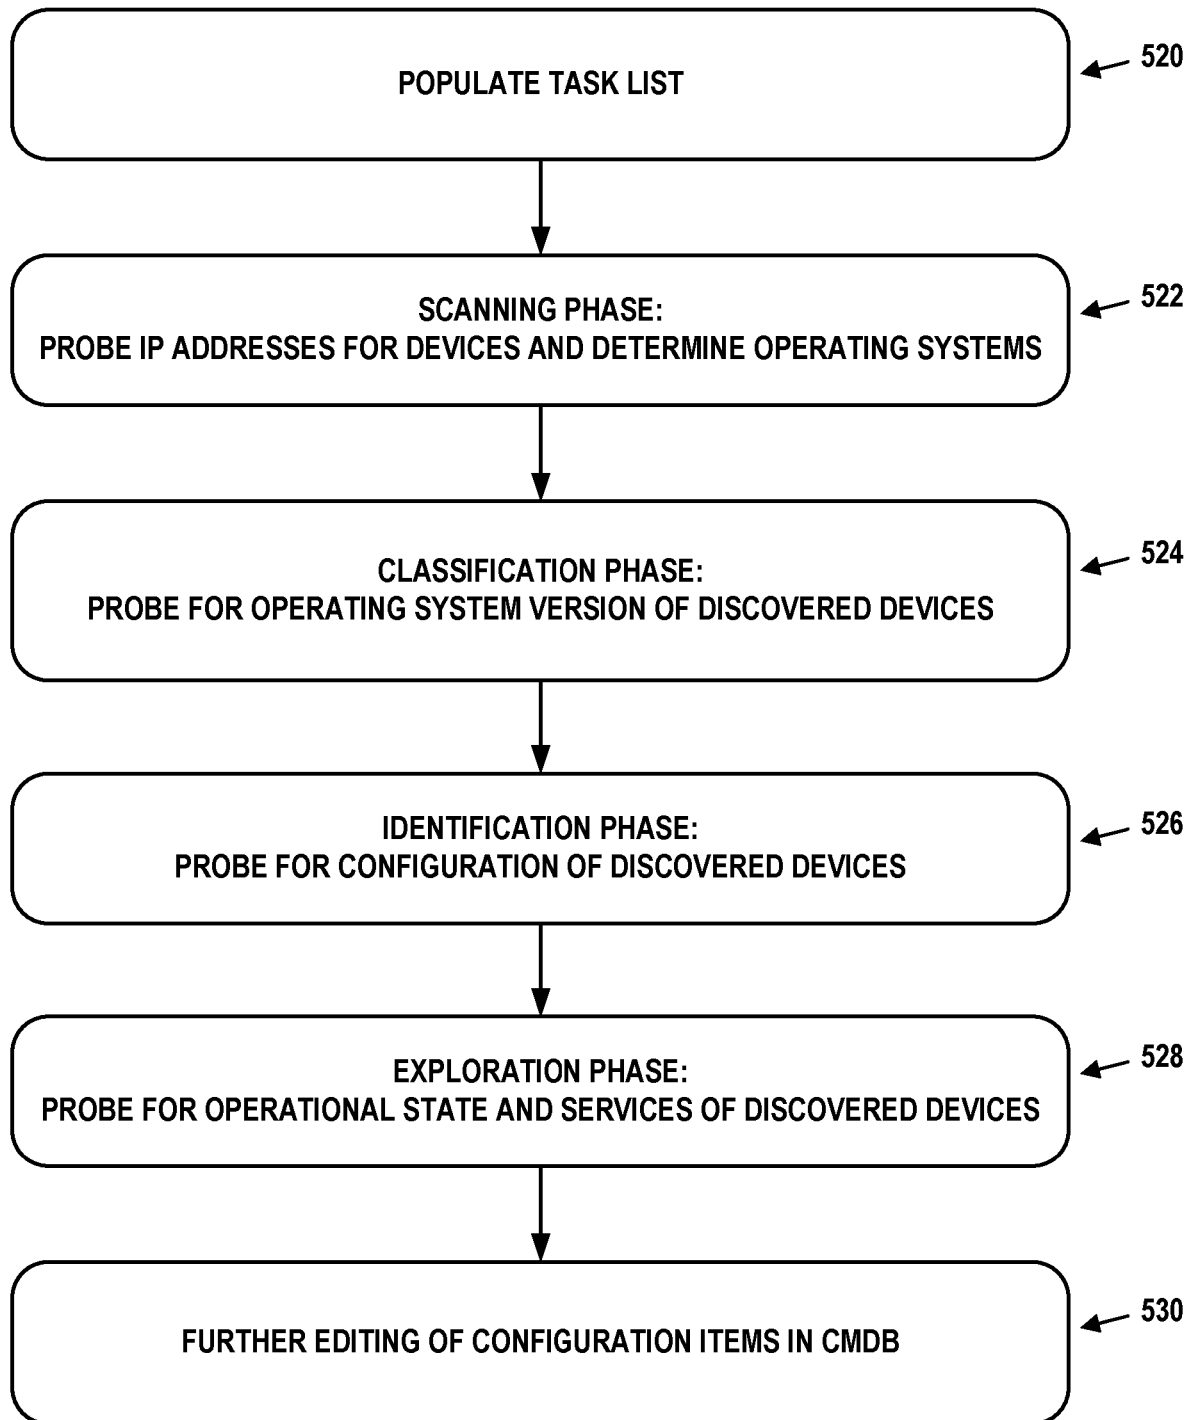 POPULATE TASK LIST
520
SCANNING PHASE:
PROBE IP ADDRESSES FOR DEVICES AND DETERMINE OPERATING SYSTEMS
522
CLASSIFICATION PHASE:
PROBE FOR OPERATING SYSTEM VERSION OF DISCOVERED DEVICES
524
IDENTIFICATION PHASE:
PROBE FOR CONFIGURATION OF DISCOVERED DEVICES
526
EXPLORATION PHASE:
PROBE FOR OPERATIONAL STATE AND SERVICES OF DISCOVERED DEVICES
528
FURTHER EDITING OF CONFIGURATION ITEMS IN CMDB
530